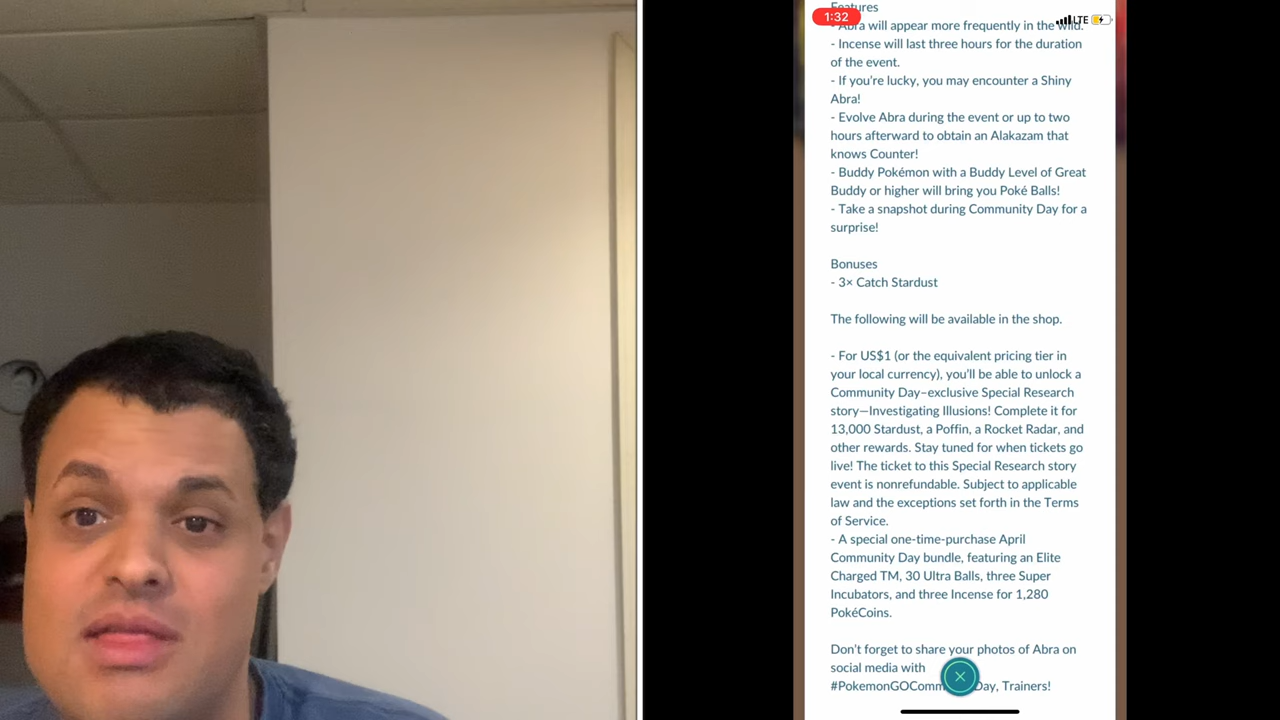 Features
1:32
LTE
- Abra will appear more frequently in the wild.
- Incense will last three hours for the duration
of the event.
- If you're lucky, you may encounter a Shiny
Abra!
- Evolve Abra during the event or up to two
hours afterward to obtain an Alakazam that
knows Counter!
- Buddy Pokémon with a Buddy Level of Great
Buddy or higher will bring you Poké Balls!
- Take a snapshot during Community Day for a
surprise!
Bonuses
- 3× Catch Stardust
The following will be available in the shop.
- For US$1 (or the equivalent pricing tier in
your local currency), you'll be able to unlock a
Community Day–exclusive Special Research
story—Investigating Illusions! Complete it for
13,000 Stardust, a Poffin, a Rocket Radar, and
other rewards. Stay tuned for when tickets go
live! The ticket to this Special Research story
event is nonrefundable. Subject to applicable
law and the exceptions set forth in the Terms
of Service.
- A special one-time-purchase April
Community Day bundle, featuring an Elite
Charged TM, 30 Ultra Balls, three Super
Incubators, and three Incense for 1,280
PokéCoins.
Don't forget to share your photos of Abra on
social media with
#PokemonGOComm Day, Trainers!